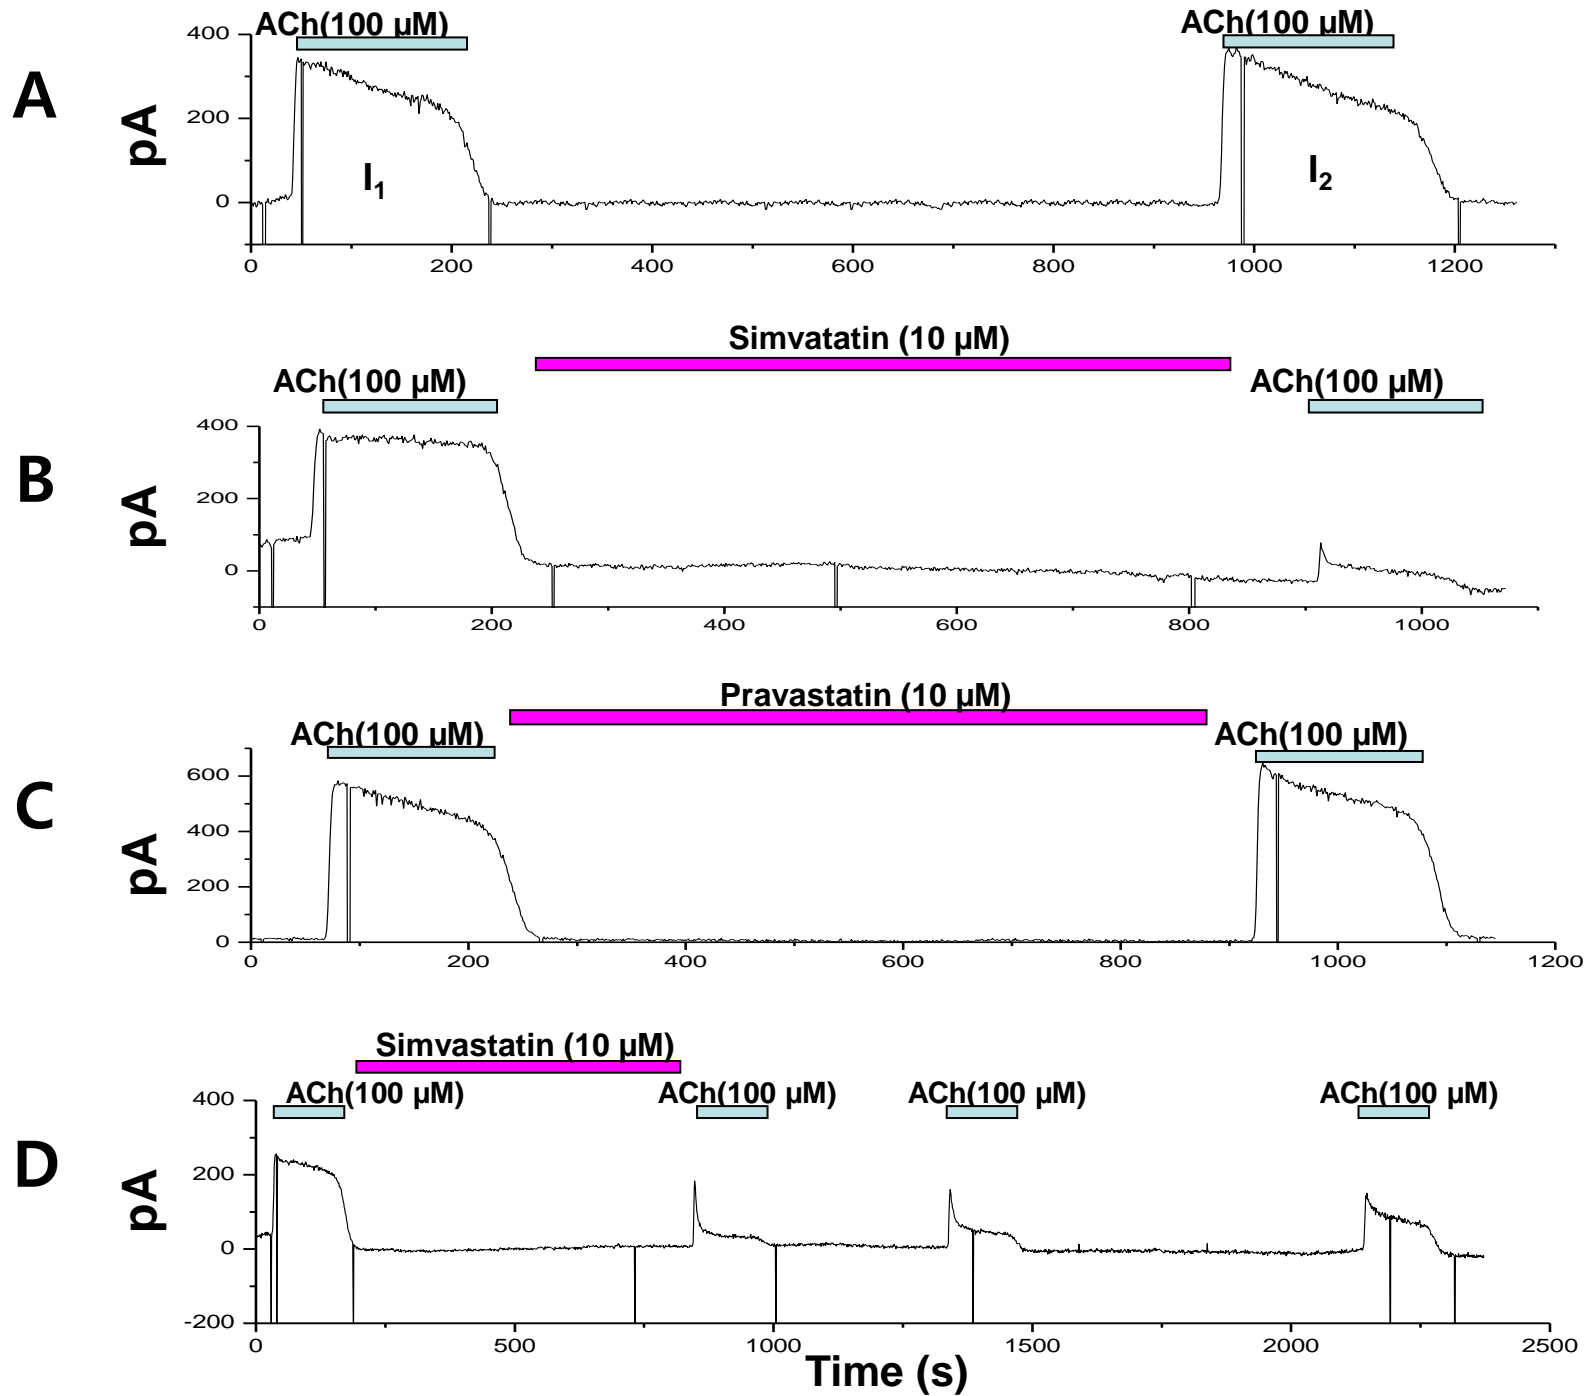 ACh(100 µM) ACh(100 µM)
A
pA
400
200
0
I1 I2
0 200 400 600 800 1000 1200
Simvatatin (10 µM)
ACh(100 µM) ACh(100 µM)
B
pA
400
200
0
0 200 400 600 800 1000
Pravastatin (10 µM)
ACh(100 µM) ACh(100 µM)
C
pA
600
400
200
0
0 200 400 600 800 1000 1200
Simvastatin (10 µM)
ACh(100 µM) ACh(100 µM) ACh(100 µM) ACh(100 µM)
D
pA
400
200
0
-200
0 500 1000 1500 2000 2500
Time (s)